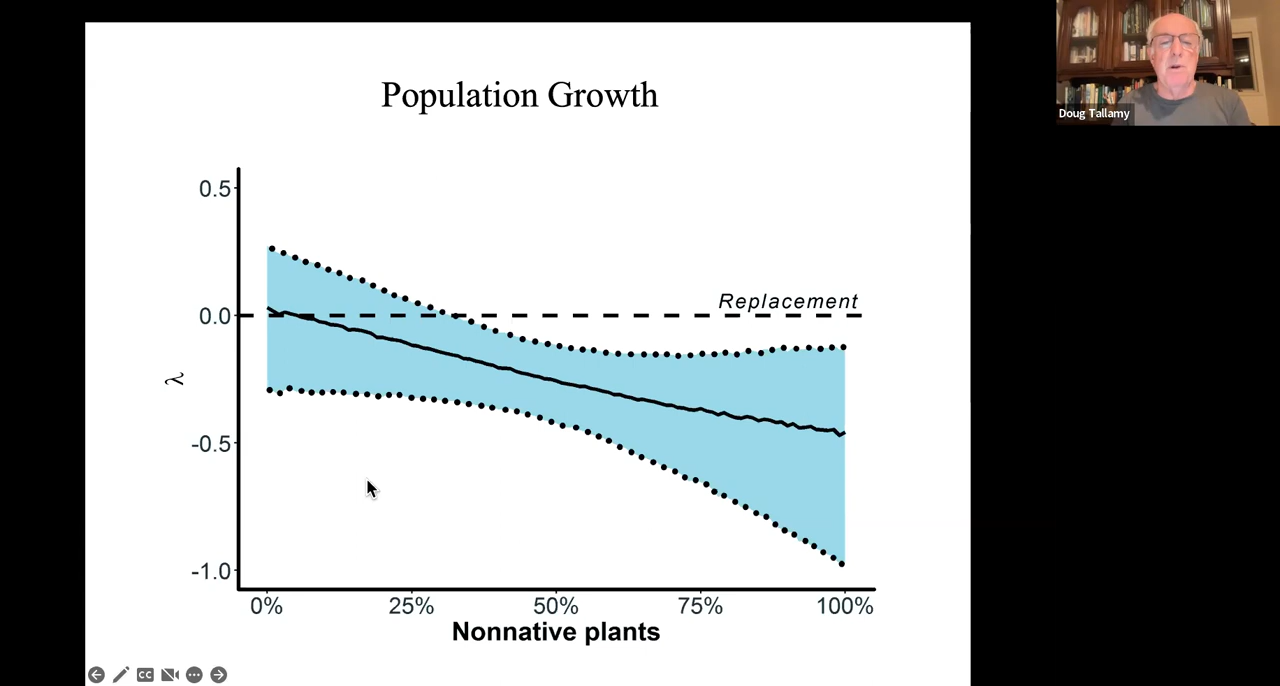 Population Growth
Doug Tallamy
0.5
0.0
-0.5
-1.0
λ
Replacement
0% 25% 50% 75% 100%
Nonnative plants
CC